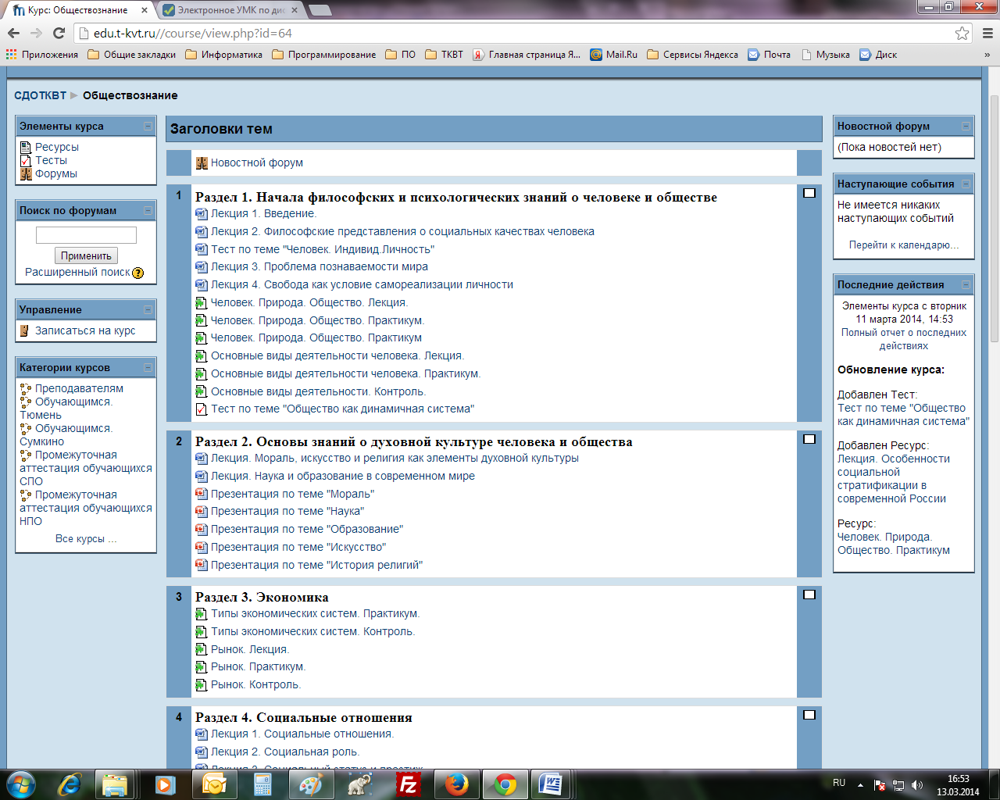 Курс: Обществознание
Электронное УМК по дис
edu.t-kvt.ru//course/view.php?id=64
Приложения
Общие закладки
Информатика
Программирование
ПО
ТКВТ
Главная страница Я...
Mail.Ru
Сервисы Яндекса
Почта
Музыка
Диск
»
СДОТКВТ ► Обществознание
Элементы курса
Ресурсы
Тесты
Форумы
Поиск по форумам
Применить
Расширенный поиск
Управление
Записаться на курс
Категории курсов
Преподавателям
Обучающимся.
Тюмень
Обучающимся.
Сумкино
Промежуточная
аттестация обучающихся
СПО
Промежуточная
аттестация обучающихся
НПО
Все курсы ...
Заголовки тем
Новостной форум
1
Раздел 1. Начала философских и психологических знаний о человеке и обществе
Лекция 1. Введение.
Лекция 2. Философские представления о социальных качествах человека
Тест по теме "Человек. Индивид.Личность"
Лекция 3. Проблема познаваемости мира
Лекция 4. Свобода как условие самореализации личности
Человек. Природа. Общество. Лекция.
Человек. Природа. Общество. Практикум.
Человек. Природа. Общество. Практикум
Основные виды деятельности человека. Лекция.
Основные виды деятельности человека. Практикум.
Основные виды деятельности. Контроль.
Тест по теме "Общество как динамичная система"
2
Раздел 2. Основы знаний о духовной культуре человека и общества
Лекция. Мораль, искусство и религия как элементы духовной культуры
Лекция. Наука и образование в современном мире
Презентация по теме "Мораль"
Презентация по теме "Наука"
Презентация по теме "Образование"
Презентация по теме "Искусство"
Презентация по теме "История религий"
3
Раздел 3. Экономика
Типы экономических систем. Практикум.
Типы экономических систем. Контроль.
Рынок. Лекция.
Рынок. Практикум.
Рынок. Контроль.
4
Раздел 4. Социальные отношения
Лекция 1. Социальные отношения.
Лекция 2. Социальная роль.
Лекция 3. Социальный статус и престиж
Новостной форум
(Пока новостей нет)
Наступающие события
Не имеется никаких
наступающих событий
Перейти к календарю...
Последние действия
Элементы курса с вторник
11 марта 2014, 14:53
Полный отчет о последних
действиях
Обновление курса:
Добавлен Тест:
Тест по теме "Общество
как динамичная система"
Добавлен Ресурс:
Лекция. Особенности
социальной
стратификации в
современной России
Ресурс:
Человек. Природа.
Общество. Практикум
RU
16:53
13.03.2014